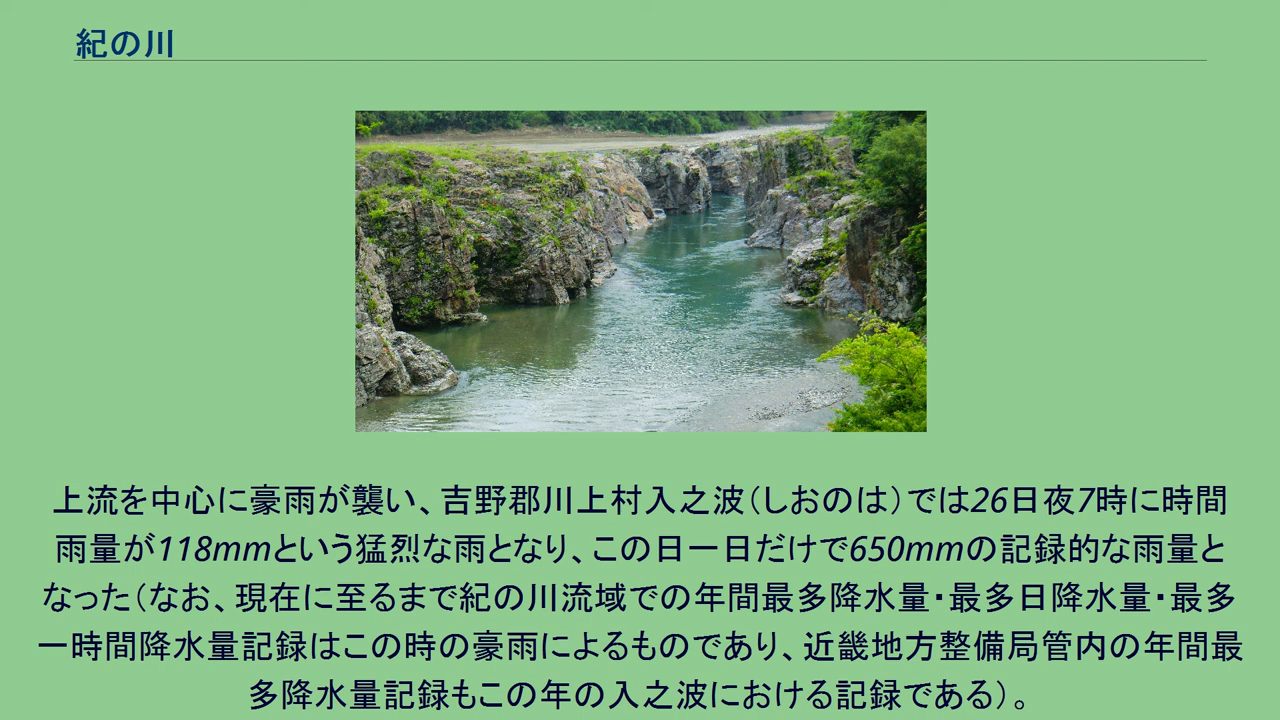 紀の川
上流を中心に豪雨が襲い、吉野郡川上村入之波（しおのは）では26日夜7時に時間
雨量が118mmという猛烈な雨となり、この日一日だけで650mmの記録的な雨量と
なった（なお、現在に至るまで紀の川流域での年間最多降水量・最多日降水量・最多
一時間降水量記録はこの時の豪雨によるものであり、近畿地方整備局管内の年間最
多降水量記録もこの年の入之波における記録である）。